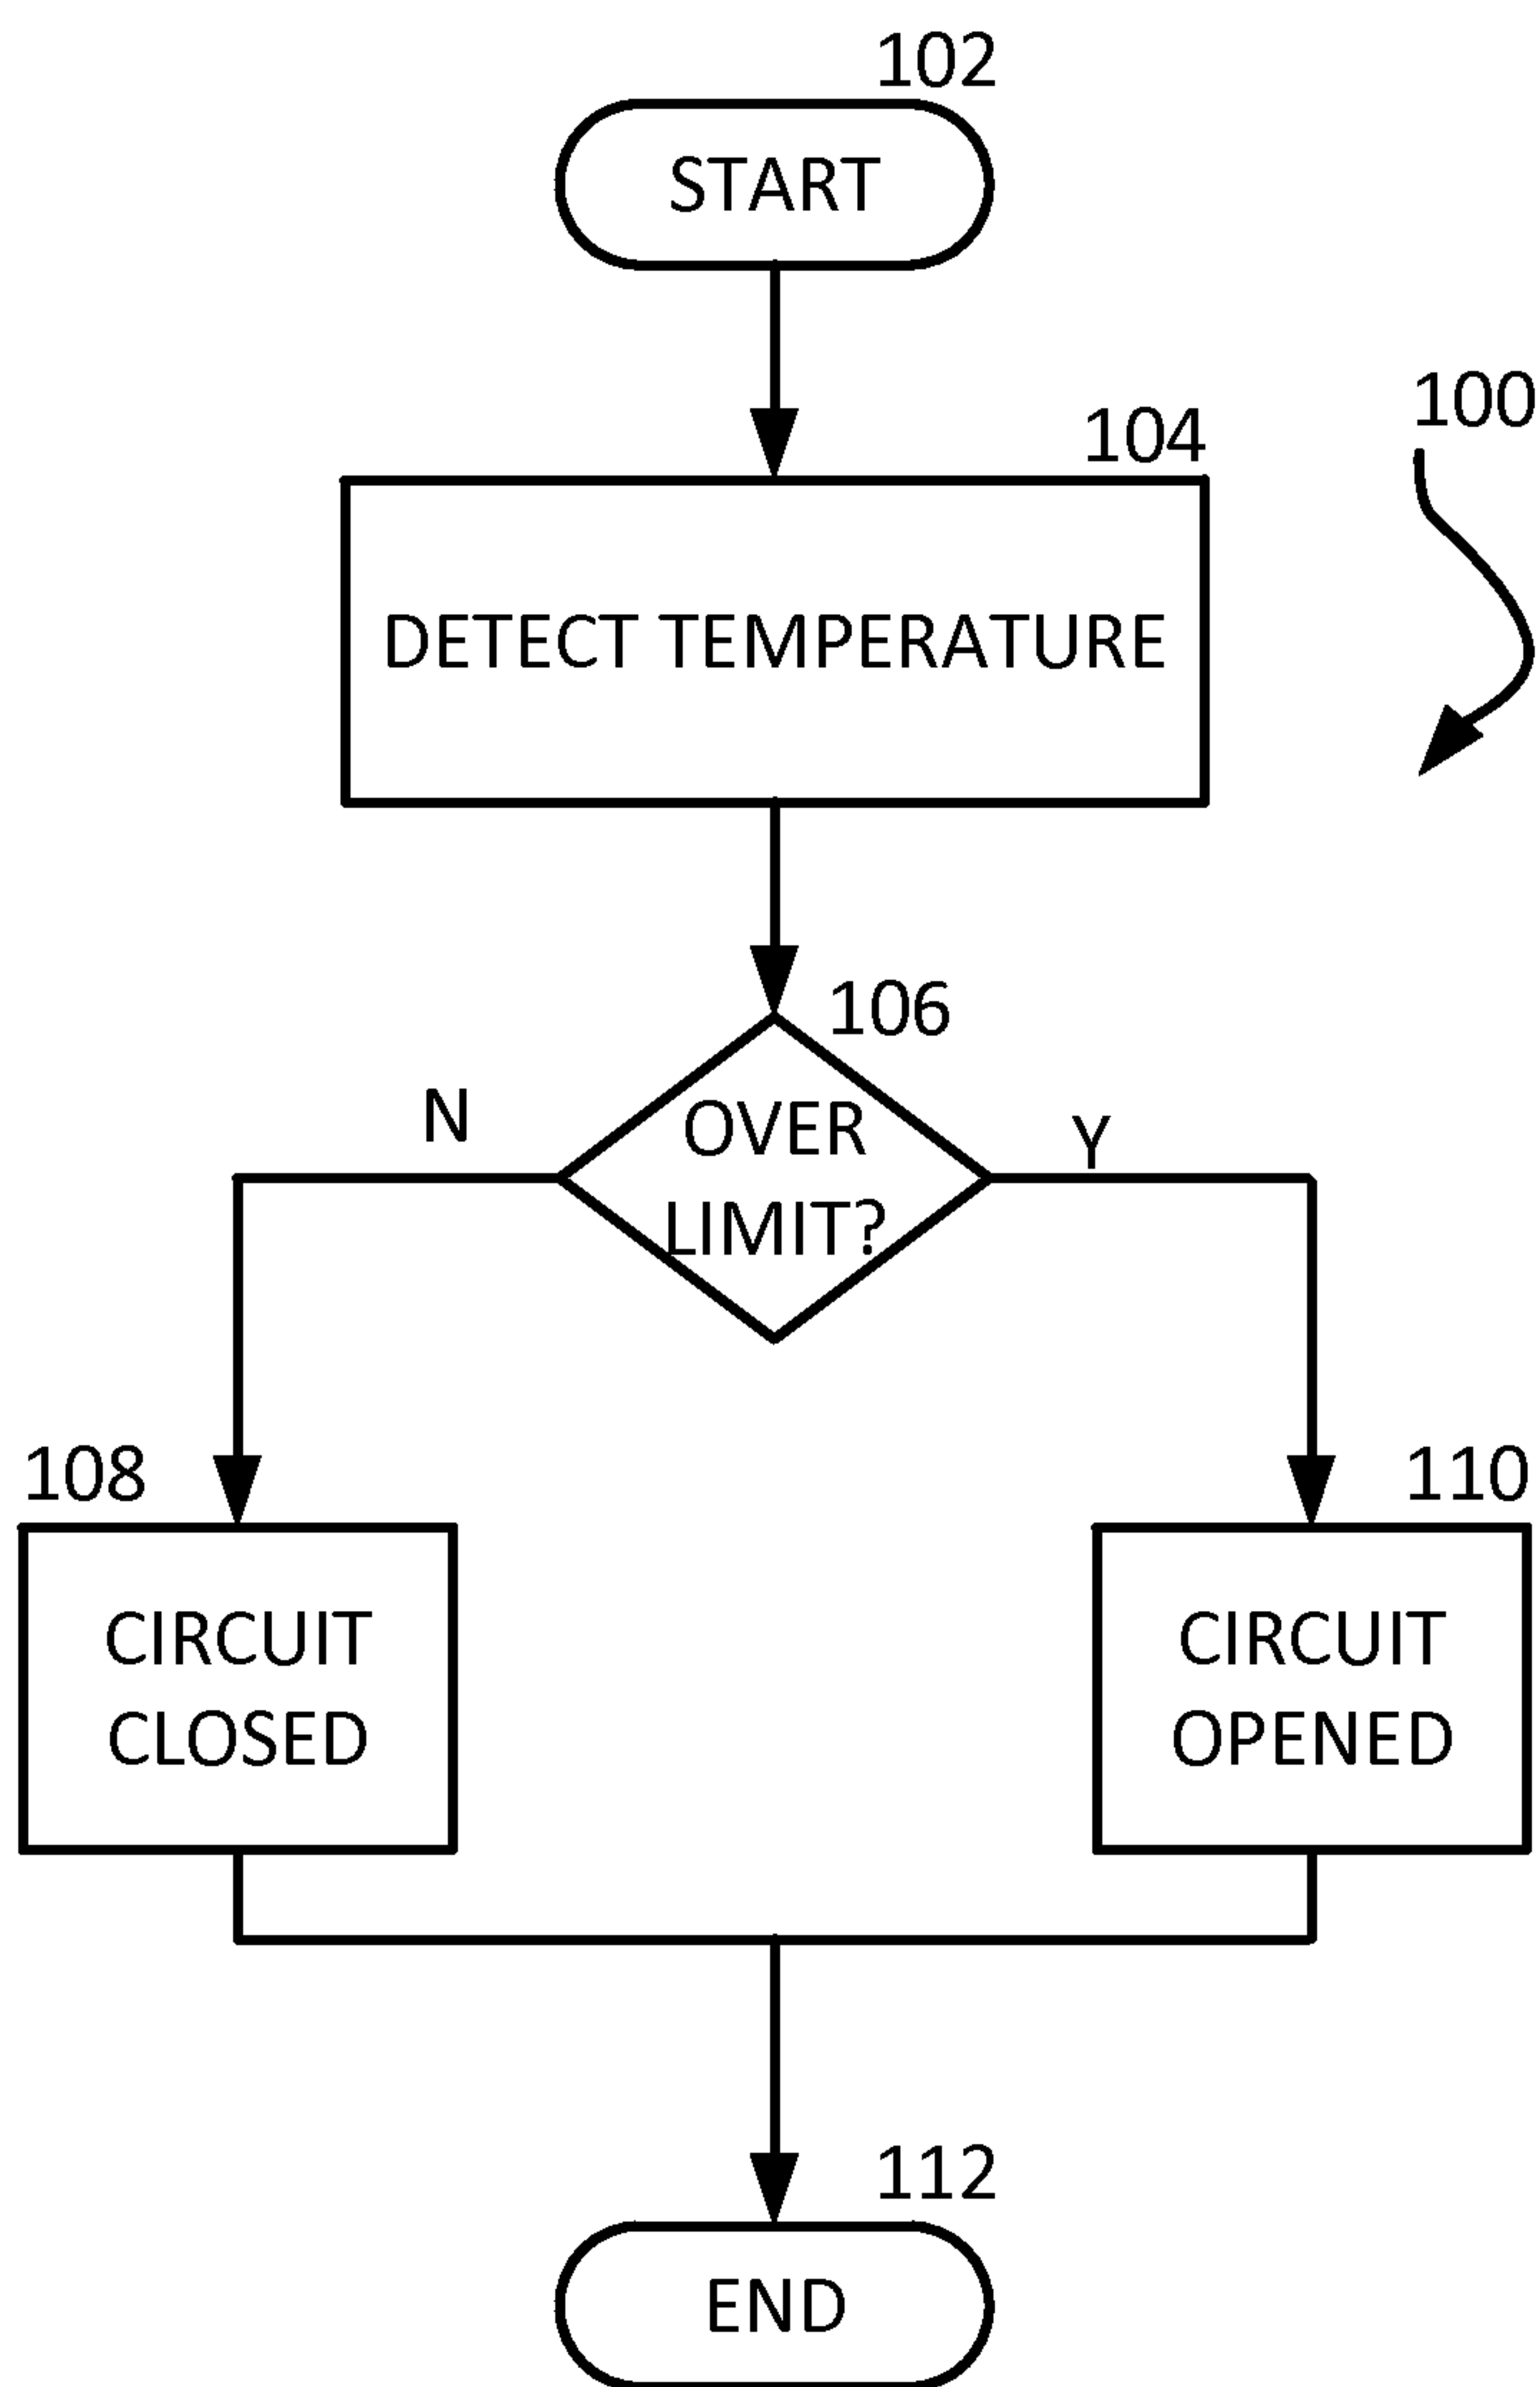 102
START
100
104
DETECT TEMPERATURE
106
N
OVER
Y
LIMIT?
108
110
CIRCUIT
CLOSED
CIRCUIT
OPENED
112
END